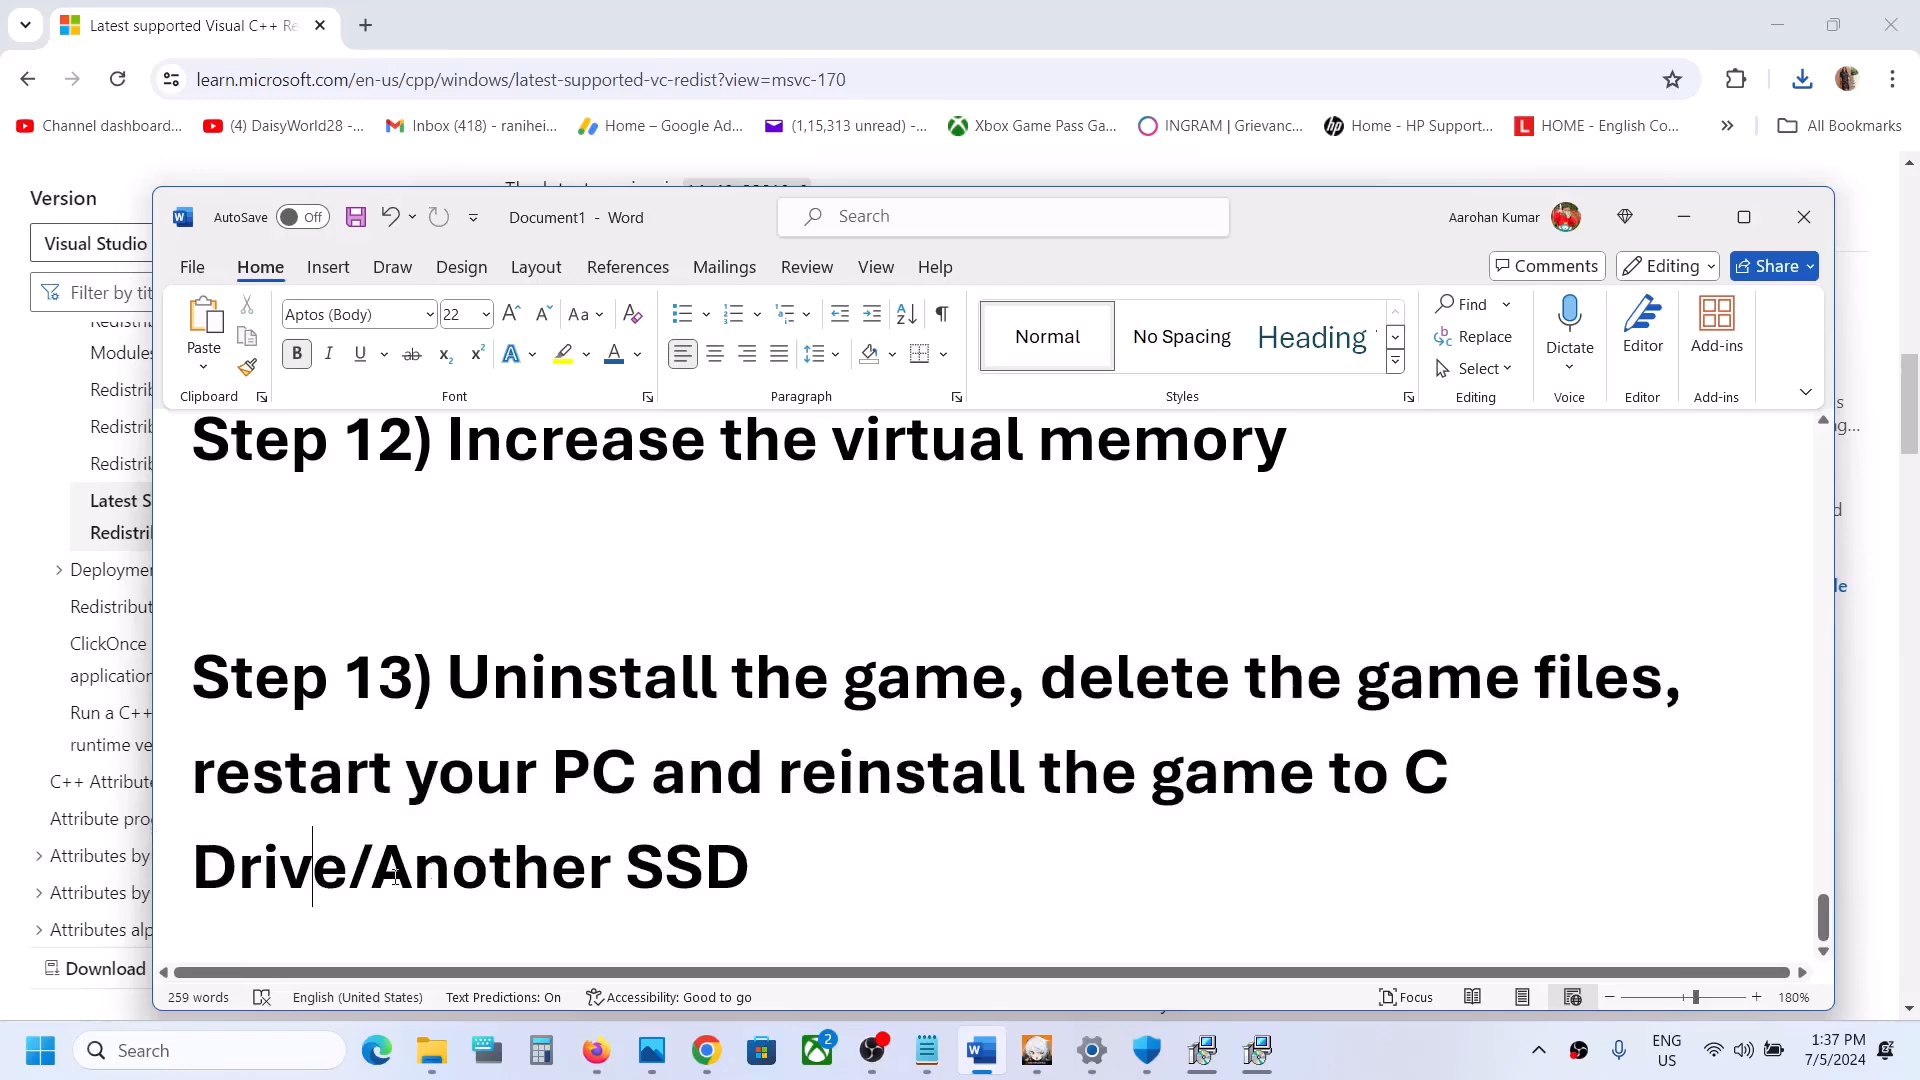 Latest supported Visual C++ Re
learn.microsoft.com/en-us/cpp/windows/latest-supported-vc-redist?view=msvc-170
Channel dashboard...
(4) DaisyWorld28 -...
Inbox (418) - ranihei...
Home – Google Ad...
(1,15,313 unread) -...
Xbox Game Pass Ga...
INGRAM | Grievanc...
Home - HP Support...
HOME - English Co...
All Bookmarks
Version
Visual Studio
Filter by tit
Modules
Redistrib
Redistrib
Redistrib
Latest S
Redistrib
Deploymen
Redistribut
ClickOnce
application
Run a C++
runtime ve
C++ Attribute
Attribute pro
Attributes by
Attributes by
Attributes alp
Download
AutoSave
Off
Document1 - Word
Search
Aarohan Kumar
File
Home
Insert
Draw
Design
Layout
References
Mailings
Review
View
Help
Comments
Editing
Share
Paste
Clipboard
Aptos (Body)
22
Font
Paragraph
Normal
No Spacing
Heading
Styles
Find
Replace
Select
Editing
Dictate
Voice
Editor
Editor
Add-ins
Add-ins
Step 12) Increase the virtual memory
Step 13) Uninstall the game, delete the game files,
restart your PC and reinstall the game to C
Drive/Another SSD
259 words
English (United States)
Text Predictions: On
Accessibility: Good to go
Focus
180%
Search
2
ENG
US
1:37 PM
7/5/2024